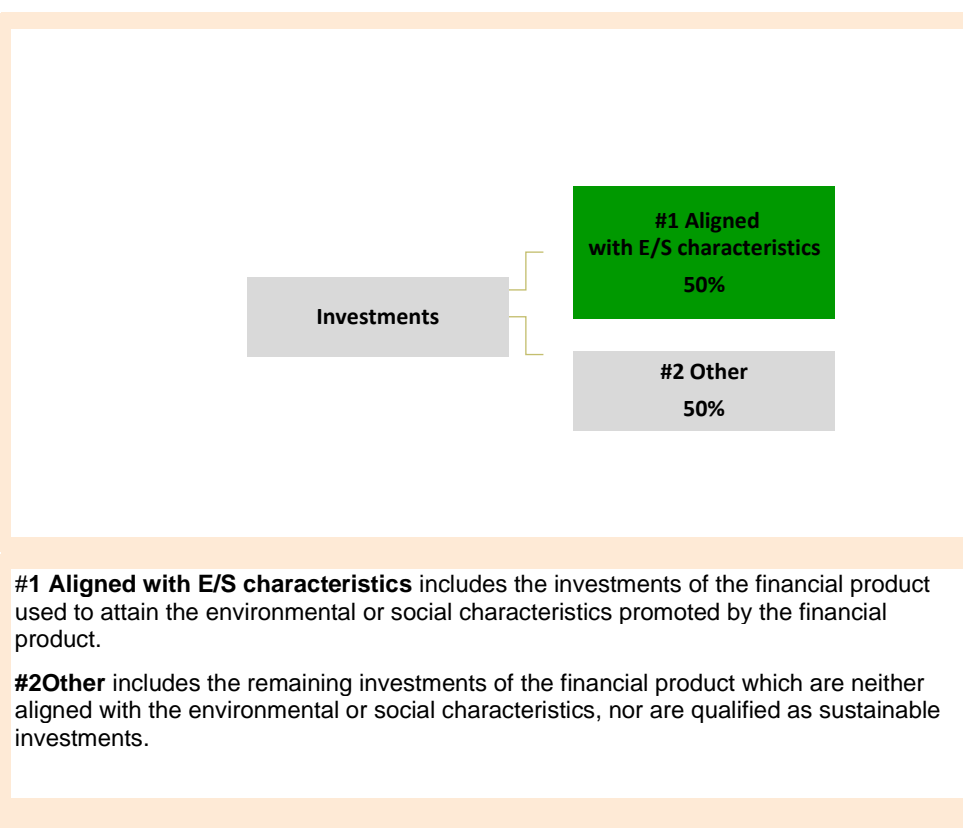 #1 Aligned
with E/S characteristics
50%
Investments
#2 Other
50%
#1 Aligned with E/S characteristics includes the investments of the financial product
used to attain the environmental or social characteristics promoted by the financial
product.
#2Other includes the remaining investments of the financial product which are neither
aligned with the environmental or social characteristics, nor are qualified as sustainable
investments.